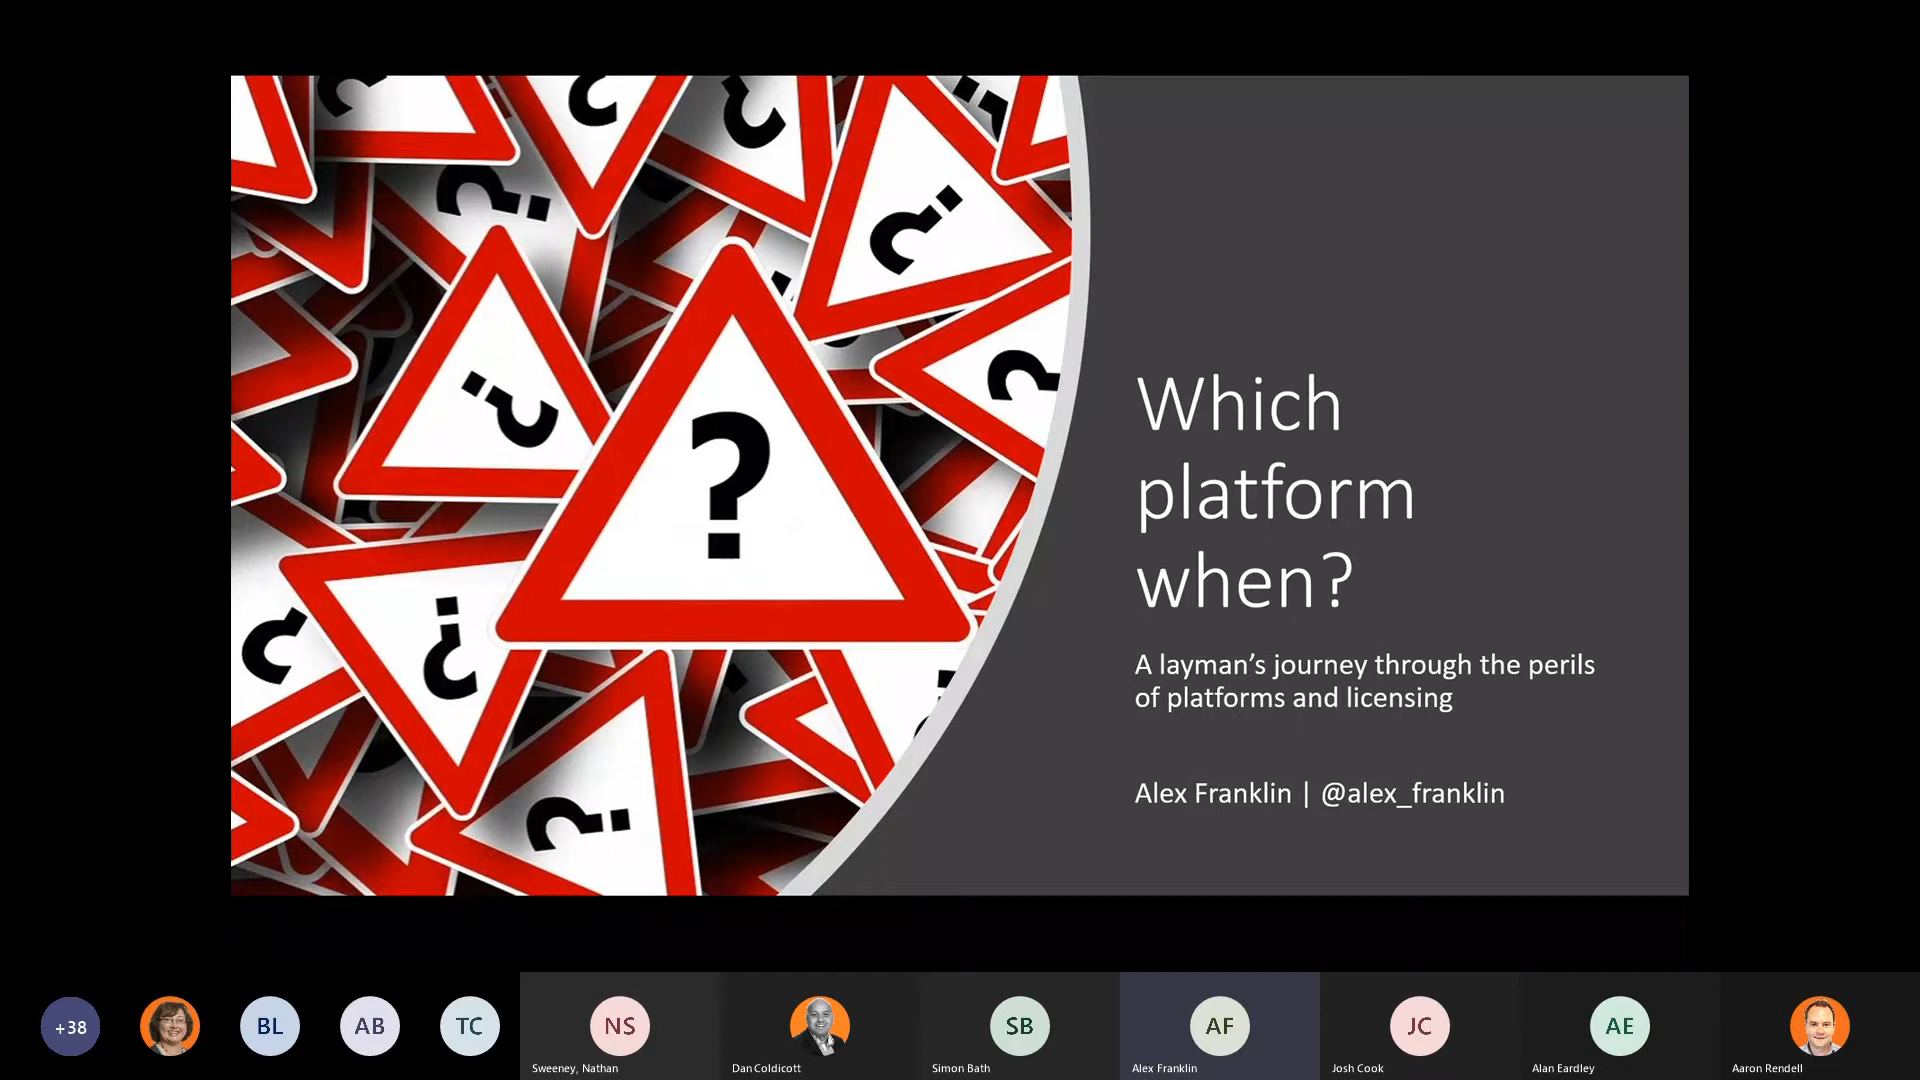 ?
Which
platform
when?
A layman’s journey through the perils
of platforms and licensing
Alex Franklin | @alex_franklin
+38
BL
AB
TC
NS
SB
AF
JC
AE
Sweeney, Nathan
Dan Coldicott
Simon Bath
Alex Franklin
Josh Cook
Alan Eardley
Aaron Rendell